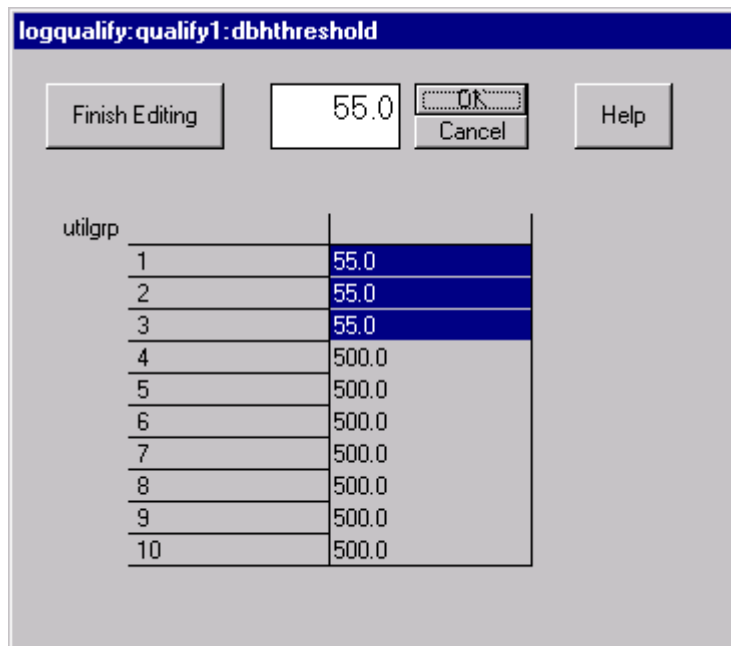 logqualify:qualify1:dbhthreshold
Finish Editing 55.0 OK Help
Cancel
utilgrp
1 55.0
2 55.0
3 55.0
4 500.0
5 500.0
6 500.0
7 500.0
8 500.0
9 500.0
10 500.0